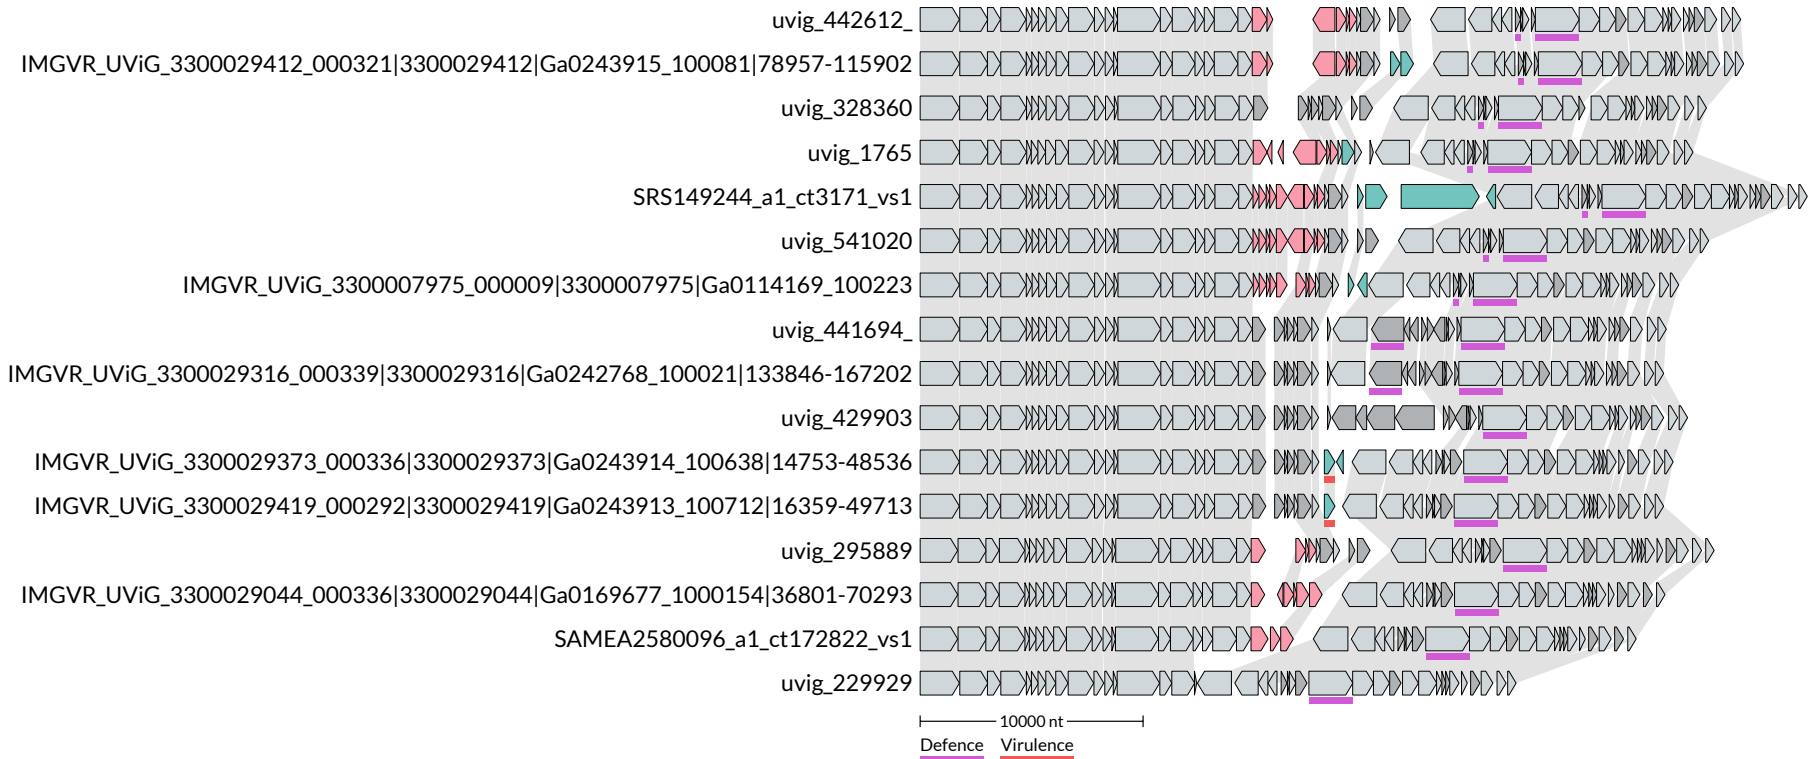 uvig_442612_
IMGVR_UViG_3300029412_000321|3300029412|Ga0243915_100081|78957-115902
uvig_328360
uvig_1765
SRS149244_a1_ct3171_vs1
uvig_541020
IMGVR_UViG_3300007975_000009|3300007975|Ga0114169_100223
uvig_441694_
IMGVR_UViG_3300029316_000339|3300029316|Ga0242768_100021|133846-167202
uvig_429903
IMGVR_UViG_3300029373_000336|3300029373|Ga0243914_100638|14753-48536
IMGVR_UViG_3300029419_000292|3300029419|Ga0243913_100712|16359-49713
uvig_295889
IMGVR_UViG_3300029044_000336|3300029044|Ga0169677_1000154|36801-70293
SAMEA2580096_a1_ct172822_vs1
uvig_229929
10000 nt
Defence Virulence